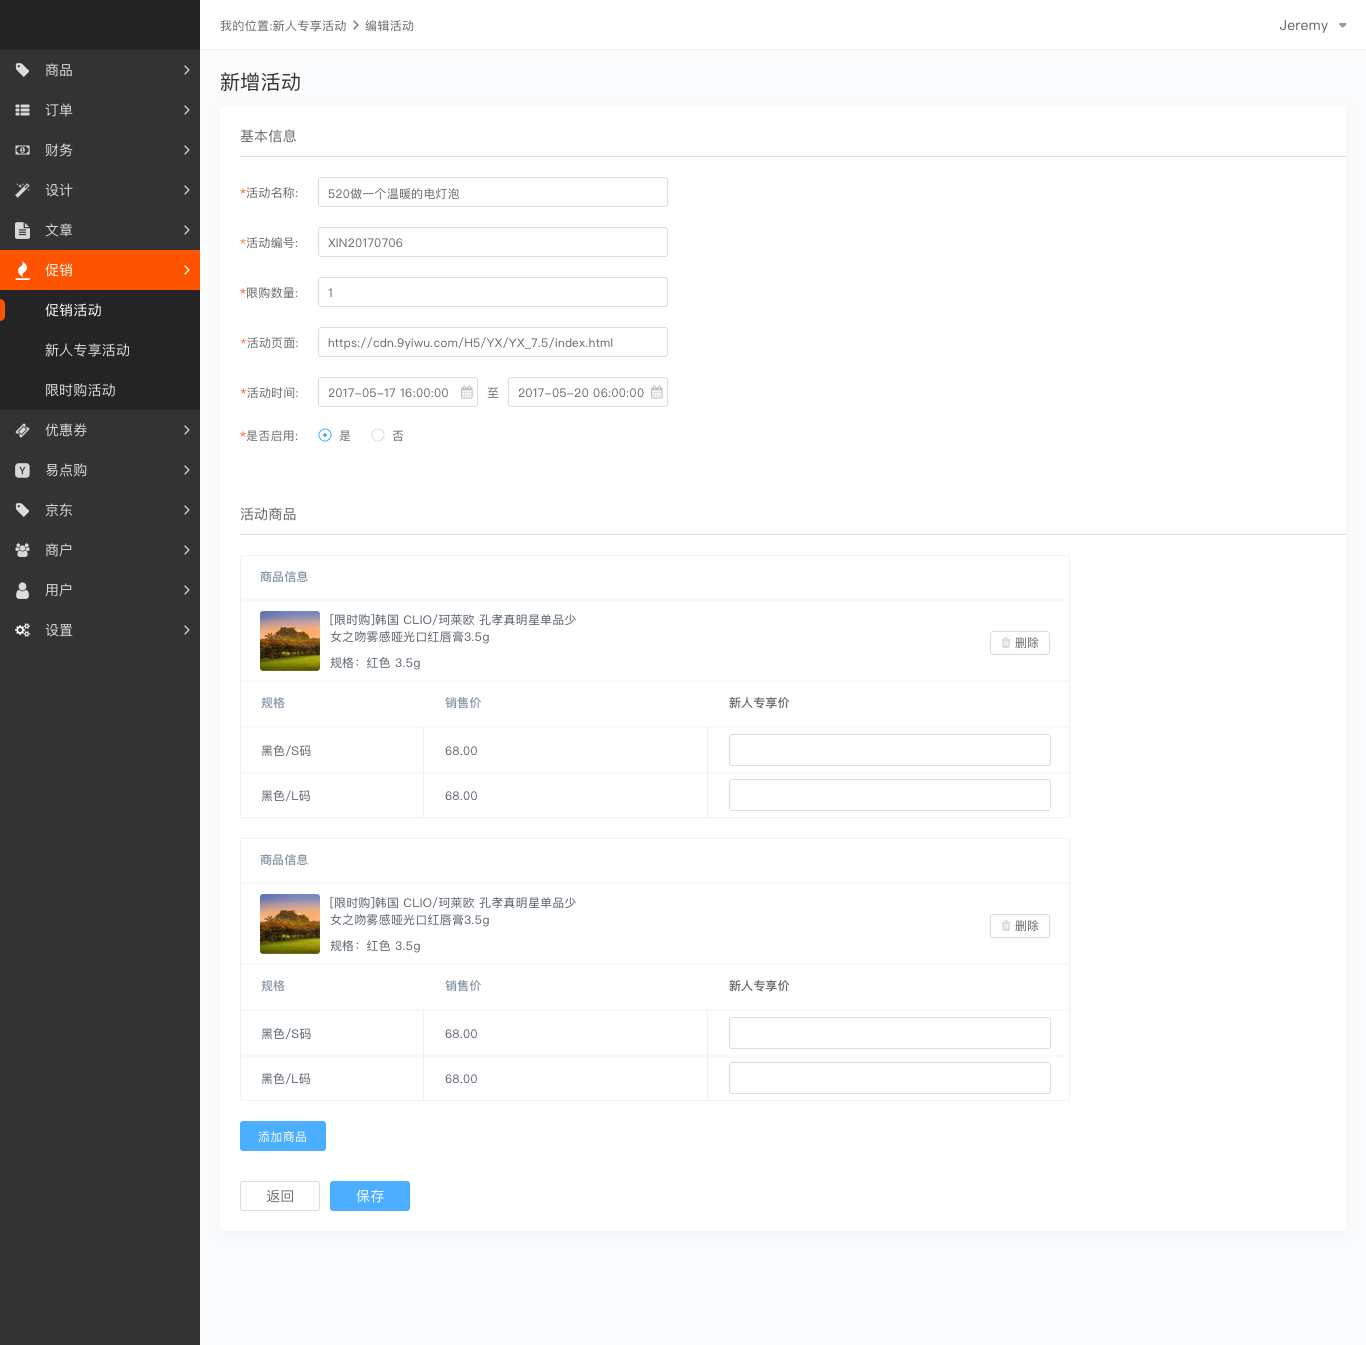 我的位置:新人专享活动 > 编辑活动
Jeremy
商品
订单
财务
设计
文章
促销
促销活动
新人专享活动
限时购活动
优惠券
易点购
京东
商户
用户
设置
新增活动
基本信息
*活动名称: 520做一个温暖的电灯泡
*活动编号: XIN20170706
*限购数量: 1
*活动页面: https://cdn.9yiwu.com/H5/YX/YX_7.5/index.html
*活动时间: 2017-05-17 16:00:00 至 2017-05-20 06:00:00
*是否启用: 是 否
活动商品
商品信息
[限时购]韩国 CLIO/珂莱欧 孔孝真明星单品少
女之吻雾感哑光口红唇膏3.5g
规格：红色 3.5g
删除
规格 销售价 新人专享价
黑色/S码 68.00
黑色/L码 68.00
商品信息
[限时购]韩国 CLIO/珂莱欧 孔孝真明星单品少
女之吻雾感哑光口红唇膏3.5g
规格：红色 3.5g
删除
规格 销售价 新人专享价
黑色/S码 68.00
黑色/L码 68.00
添加商品
返回 保存